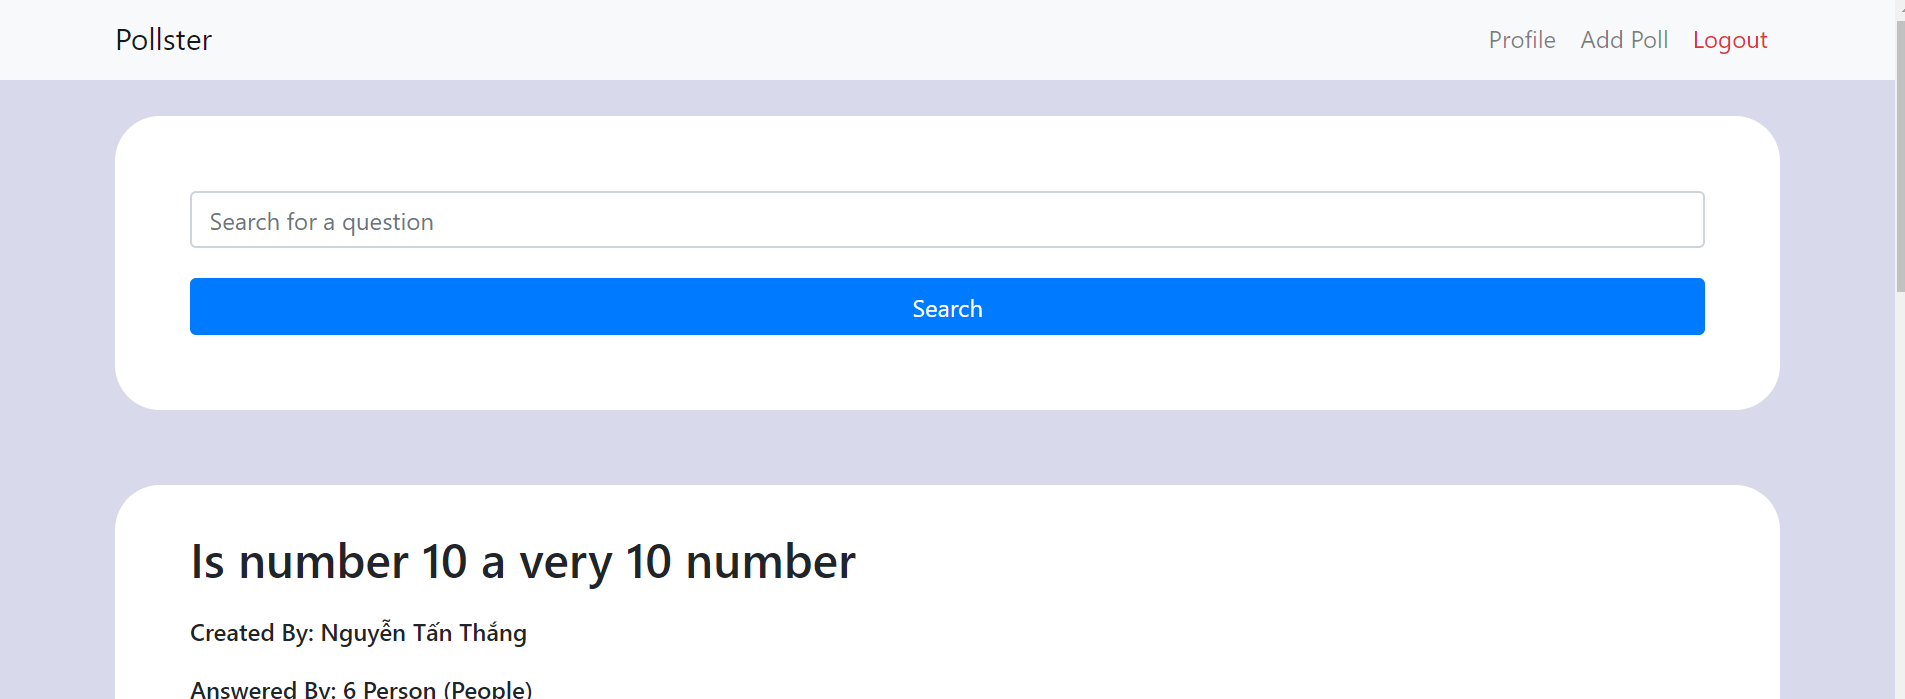 Pollster Profile Add Poll Logout
Search for a question
Search
Is number 10 a very 10 number
Created By: Nguyễn Tấn Thắng
Answered By: 6 Person (People)